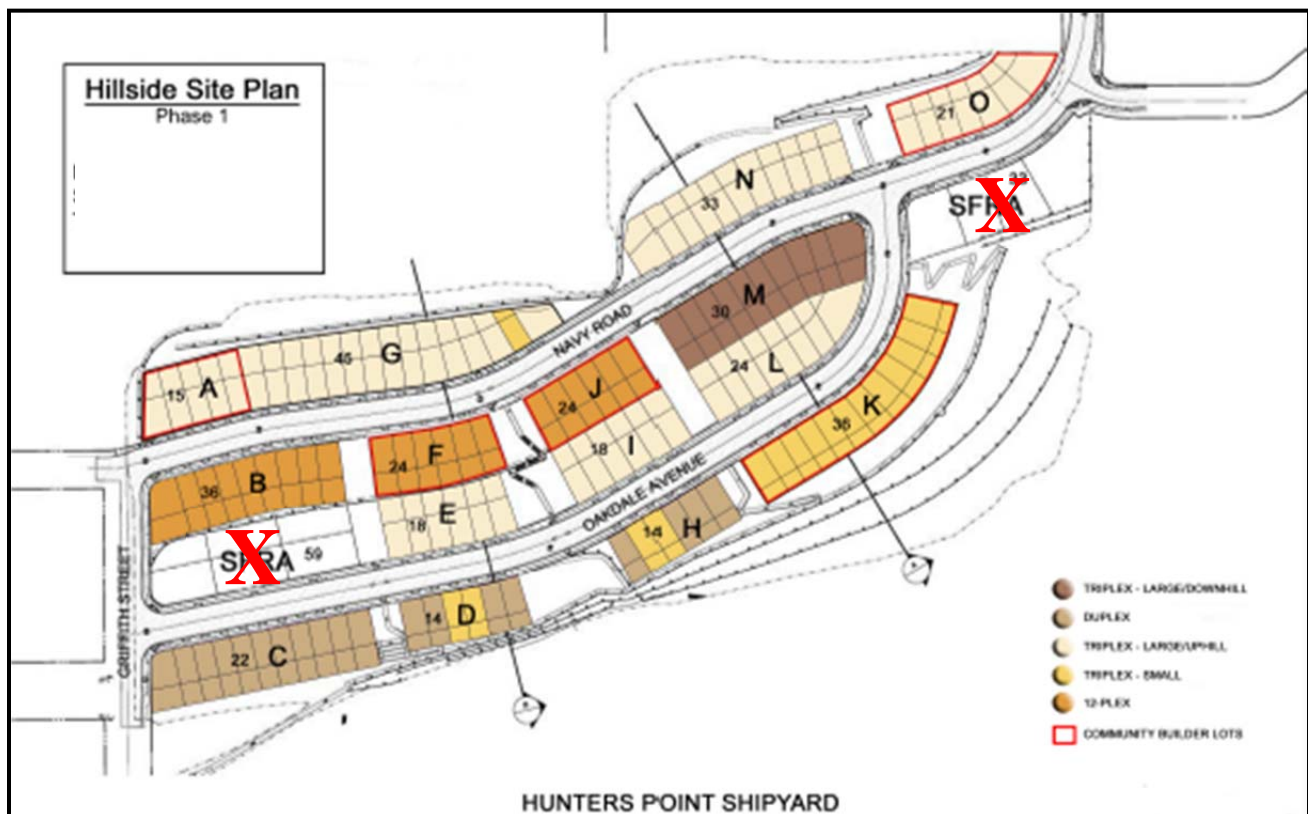 Hillside Site Plan
Phase 1
21 O
N
33
33
SFRA
X
M
30
NAVY ROAD
45 G
15 A
J
24
24 L
K
36
F
24
18 I
B
36
OAKDALE AVENUE
E
18
14 H
SFRA 59
X
GRIFFITH STREET
14 D
22 C
TRIPLEX - LARGE/DOWNHILL
DUPLEX
TRIPLEX - LARGE/UPHILL
TRIPLEX - SMALL
12-PLEX
COMMUNITY BUILDER LOTS
HUNTERS POINT SHIPYARD